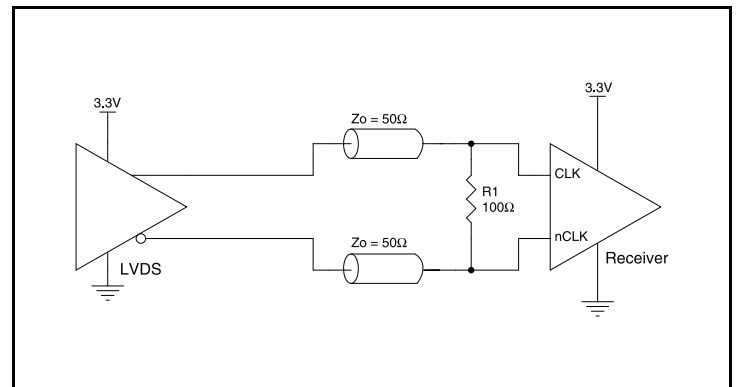 3.3V
3.3V
Zo = 50Ω
CLK
R1
100Ω
nCLK
Zo = 50Ω
LVDS
Receiver